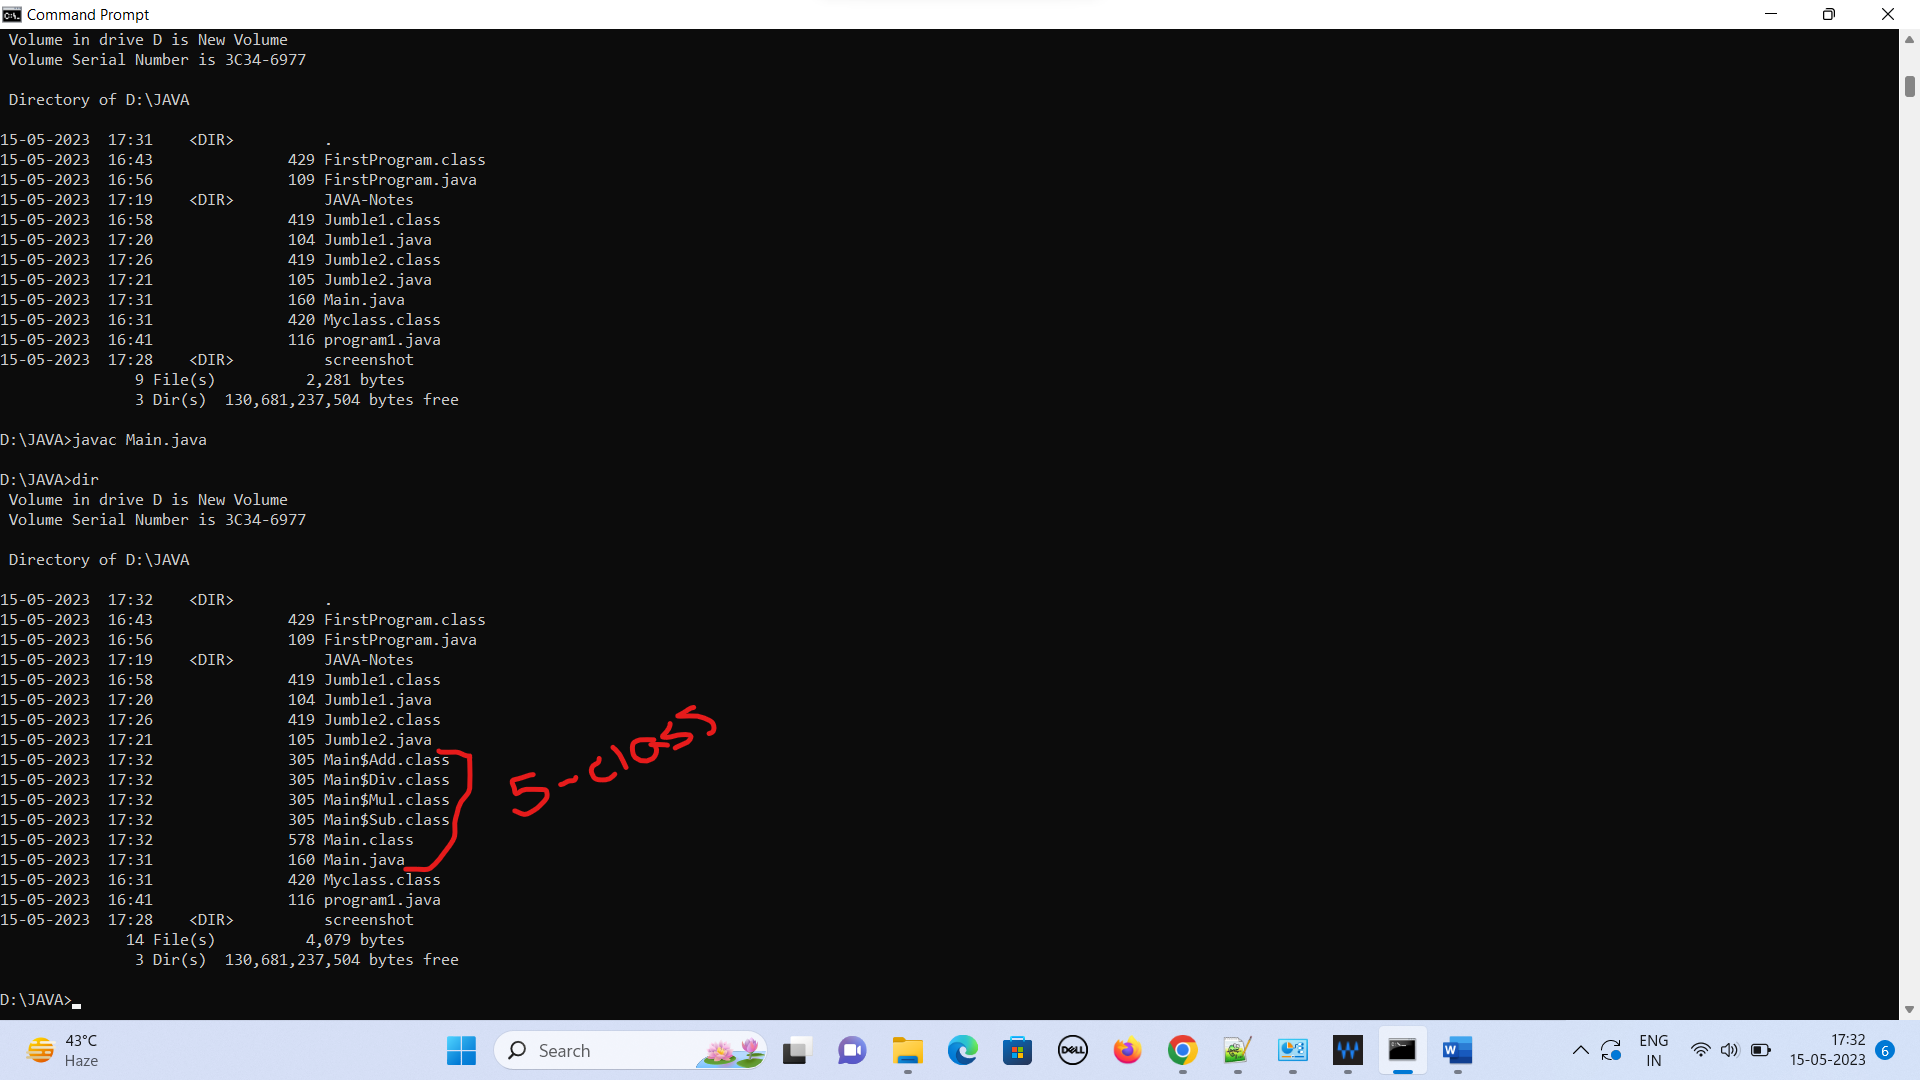 Command Prompt
Volume in drive D is New Volume
Volume Serial Number is 3C34-6977
Directory of D:\JAVA
15-05-2023  17:31    <DIR>          .
15-05-2023  16:43               429 FirstProgram.class
15-05-2023  16:56               109 FirstProgram.java
15-05-2023  17:19    <DIR>          JAVA-Notes
15-05-2023  16:58               419 Jumble1.class
15-05-2023  17:20               104 Jumble1.java
15-05-2023  17:26               419 Jumble2.class
15-05-2023  17:21               105 Jumble2.java
15-05-2023  17:31               160 Main.java
15-05-2023  16:31               420 Myclass.class
15-05-2023  16:41               116 program1.java
15-05-2023  17:28    <DIR>          screenshot
9 File(s)          2,281 bytes
3 Dir(s)  130,681,237,504 bytes free
D:\JAVA>javac Main.java
D:\JAVA>dir
Volume in drive D is New Volume
Volume Serial Number is 3C34-6977
Directory of D:\JAVA
15-05-2023  17:32    <DIR>          .
15-05-2023  16:43               429 FirstProgram.class
15-05-2023  16:56               109 FirstProgram.java
15-05-2023  17:19    <DIR>          JAVA-Notes
15-05-2023  16:58               419 Jumble1.class
15-05-2023  17:20               104 Jumble1.java
15-05-2023  17:26               419 Jumble2.class
15-05-2023  17:21               105 Jumble2.java
15-05-2023  17:32               305 Main$Add.class
15-05-2023  17:32               305 Main$Div.class
15-05-2023  17:32               305 Main$Mul.class
15-05-2023  17:32               305 Main$Sub.class
15-05-2023  17:32               578 Main.class
15-05-2023  17:31               160 Main.java
5-class
15-05-2023  16:31               420 Myclass.class
15-05-2023  16:41               116 program1.java
15-05-2023  17:28    <DIR>          screenshot
14 File(s)          4,079 bytes
3 Dir(s)  130,681,237,504 bytes free
D:\JAVA>
43°C
Haze
Search
DELL
ENG
IN
17:32
15-05-2023
6